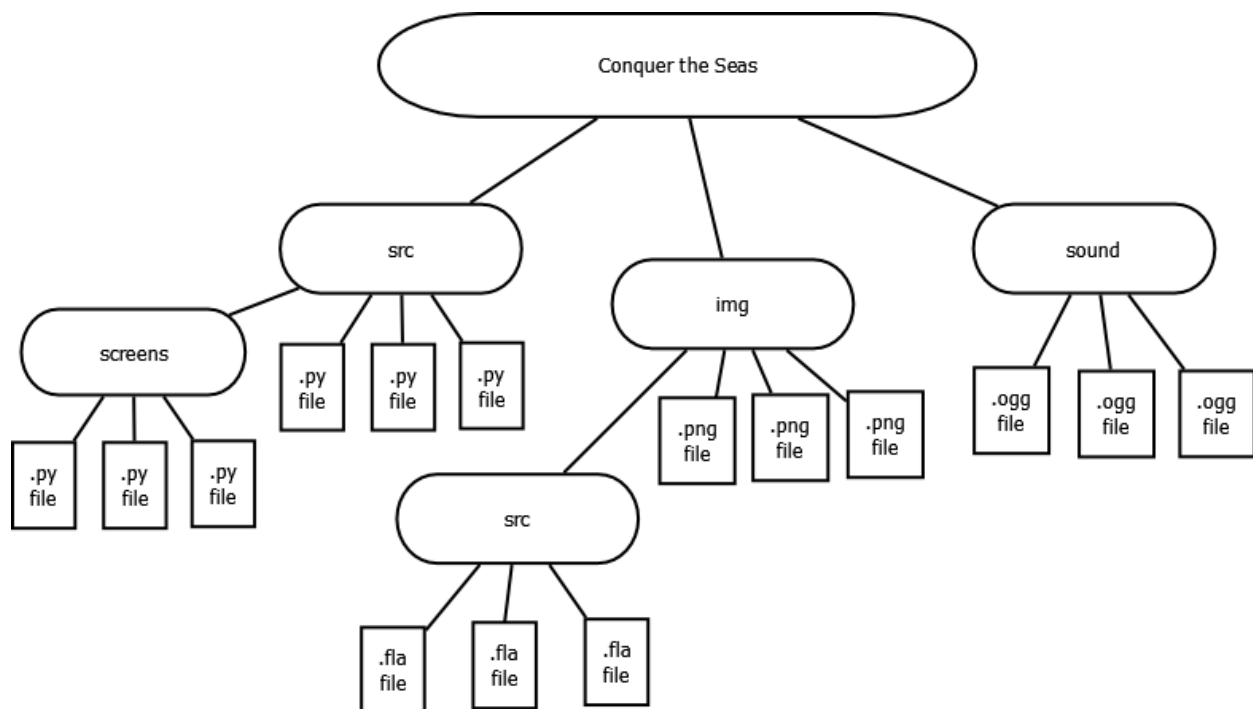 Conquer the Seas
src
sound
img
screens
.py
file
.py
file
.py
file
.ogg
file
.ogg
file
.ogg
file
.png
file
.png
file
.png
file
.py
file
.py
file
.py
file
src
.fla
file
.fla
file
.fla
file